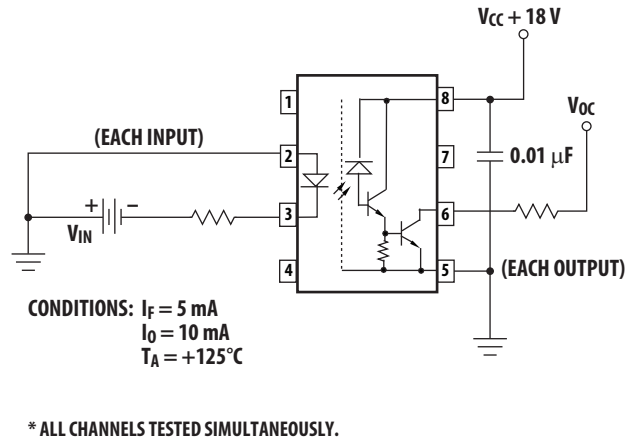 VCC + 18 V
VOC
1
8
(EACH INPUT)
2
7
0.01 μF
+
−
VIN
3
6
4
5
(EACH OUTPUT)
CONDITIONS: IF = 5 mA
IO = 10 mA
TA = +125°C
* ALL CHANNELS TESTED SIMULTANEOUSLY.